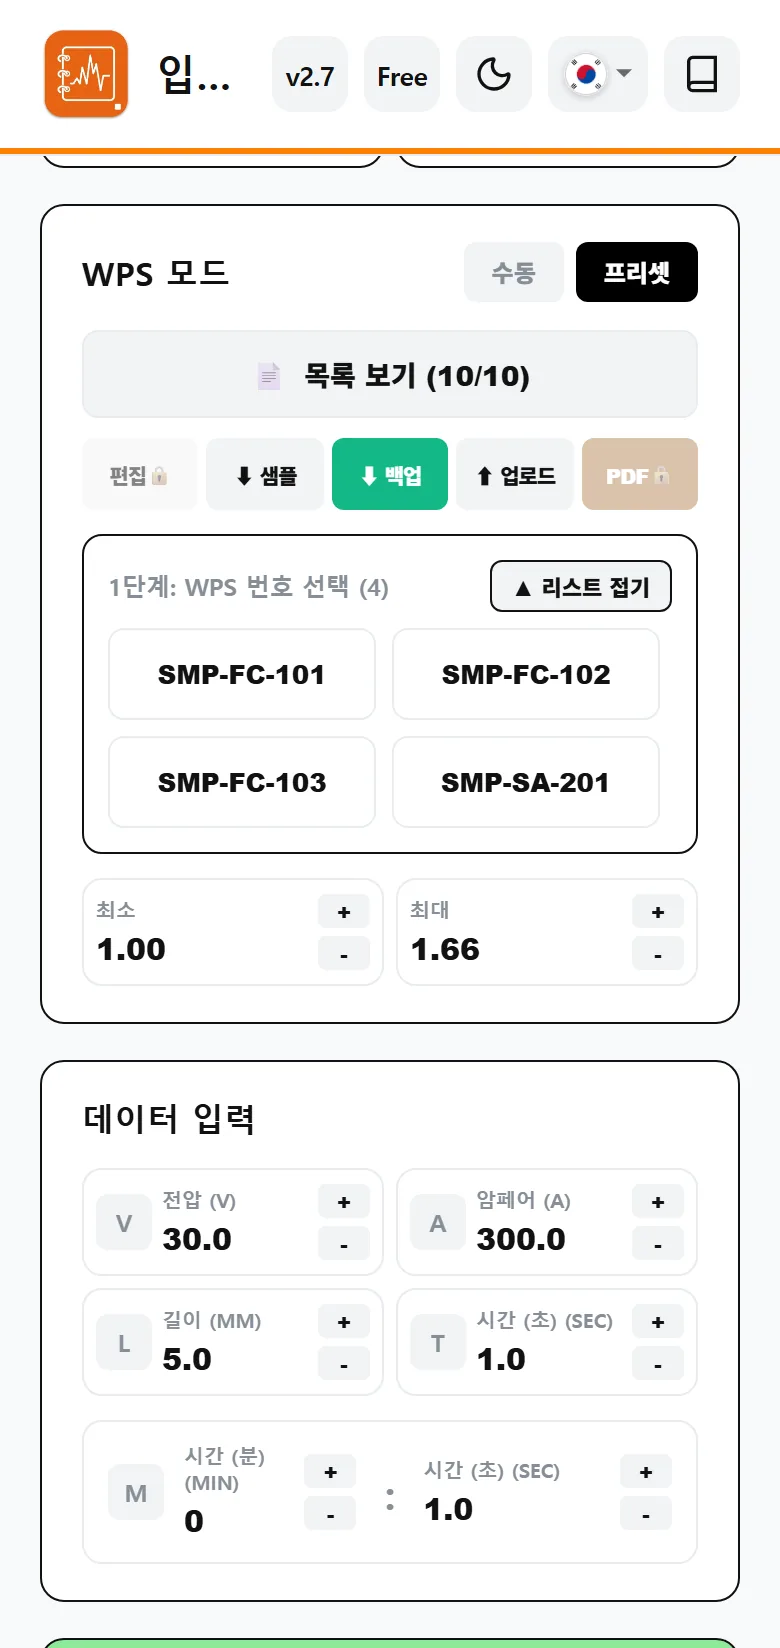 입...
v2.7
Free
WPS 모드
수동
프리셋
목록 보기 (10/10)
편집
⬇ 샘플
⬇ 백업
⬆ 업로드
PDF
1단계: WPS 번호 선택 (4)
▲ 리스트 접기
SMP-FC-101
SMP-FC-102
SMP-FC-103
SMP-SA-201
최소
1.00
+
-
최대
1.66
+
-
데이터 입력
V
전압 (V)
30.0
+
-
A
암페어 (A)
300.0
+
-
L
길이 (MM)
5.0
+
-
T
시간 (초) (SEC)
1.0
+
-
M
시간 (분)
(MIN)
0
+
-
:
시간 (초) (SEC)
1.0
+
-